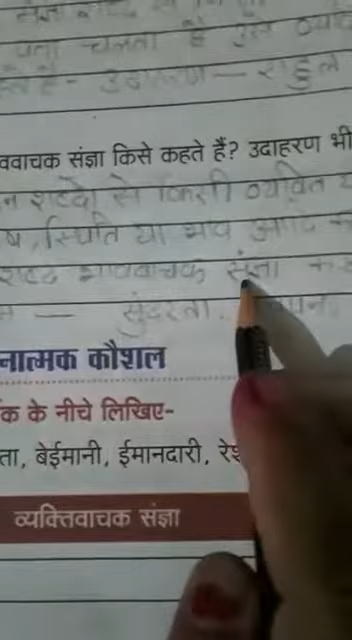 पता चलता है उसे
उदाहरण — राहुल
ववाचक संज्ञा किसे कहते हैं? उदाहरण भी
न शब्दों से किसी व्यक्ति य
ष, स्थिति या भाव आदि क
शब्द भाववाचक संज्ञा कह
— सुंदरता,
नात्मक कौशल
क के नीचे लिखिए-
ता, बेईमानी, ईमानदारी, रेश
व्यक्तिवाचक संज्ञा